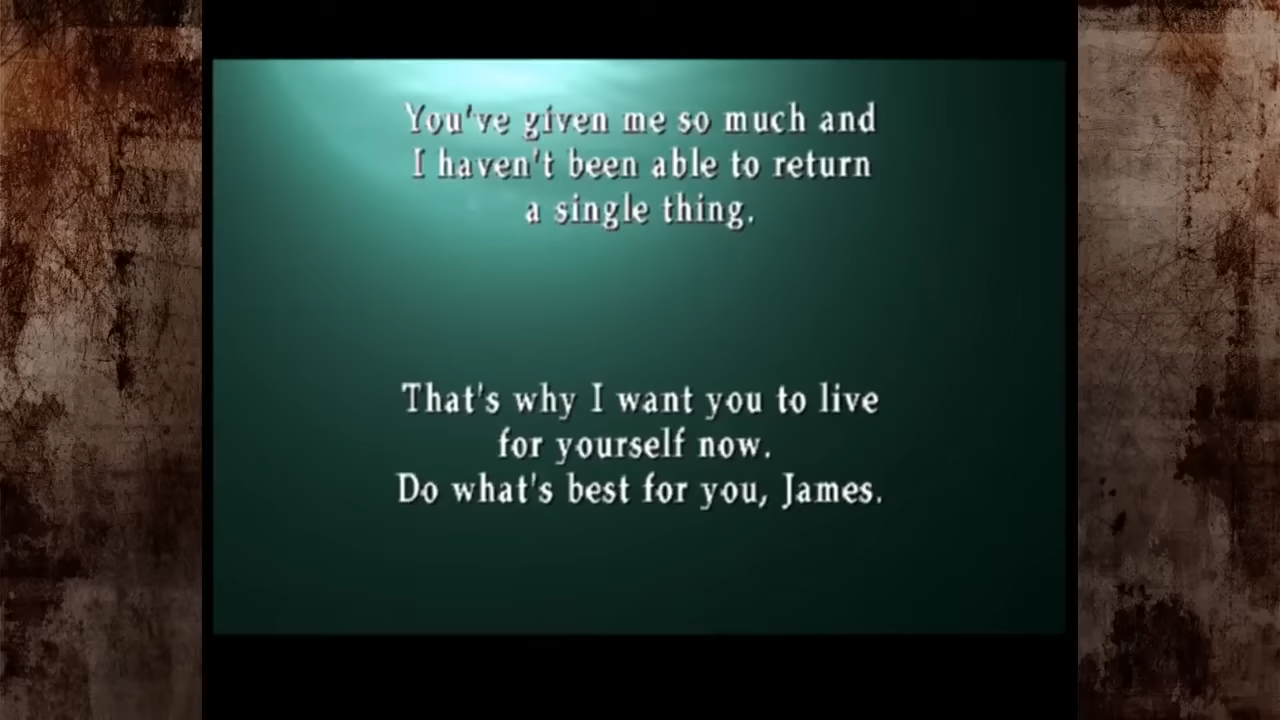 You've given me so much and
I haven't been able to return
a single thing.
That's why I want you to live
for yourself now.
Do what's best for you, James.